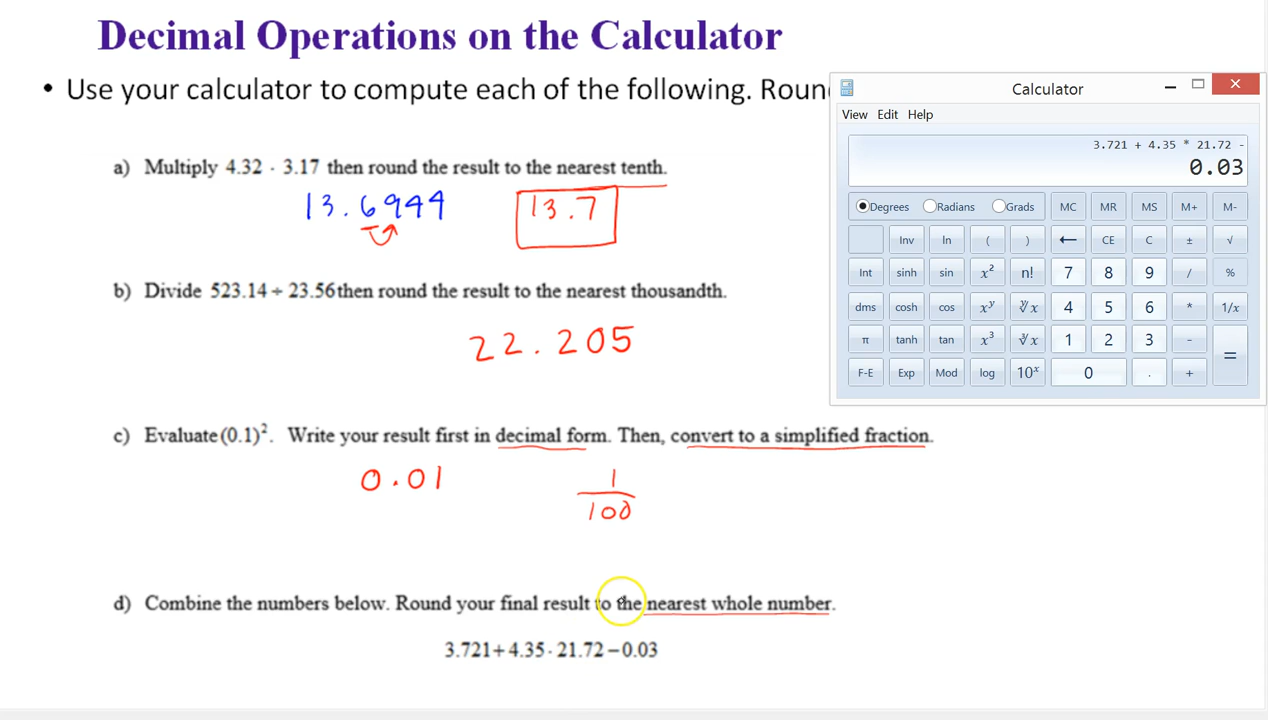 Decimal Operations on the Calculator
• Use your calculator to compute each of the following. Roun
a) Multiply 4.32 · 3.17 then round the result to the nearest tenth.
13.6944 13.7
b) Divide 523.14 ÷ 23.56then round the result to the nearest thousandth.
22.205
c) Evaluate (0.1)². Write your result first in decimal form. Then, convert to a simplified fraction.
0.01 1/100
d) Combine the numbers below. Round your final result to the nearest whole number.
3.721+4.35·21.72−0.03
Calculator
View Edit Help
3.721 + 4.35 * 21.72 -
0.03
Degrees Radians Grads MC MR MS M+ M-
Inv ln ( ) ← CE C ± √
Int sinh sin x² n! 7 8 9 / %
dms cosh cos xʸ ʸ√x 4 5 6 * 1/x
π tanh tan x³ ³√x 1 2 3 - =
F-E Exp Mod log 10ˣ 0 . +